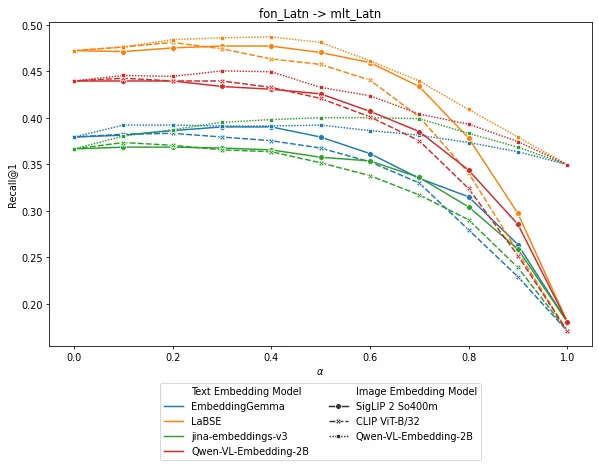 fon_Latn -> mlt_Latn
0.50
0.45
0.40
0.35
0.30
0.25
0.20
Recall@1
0.0 0.2 0.4 0.6 0.8 1.0
α
Text Embedding Model Image Embedding Model
EmbeddingGemma SigLIP 2 So400m
LaBSE CLIP ViT-B/32
jina-embeddings-v3 Qwen-VL-Embedding-2B
Qwen-VL-Embedding-2B